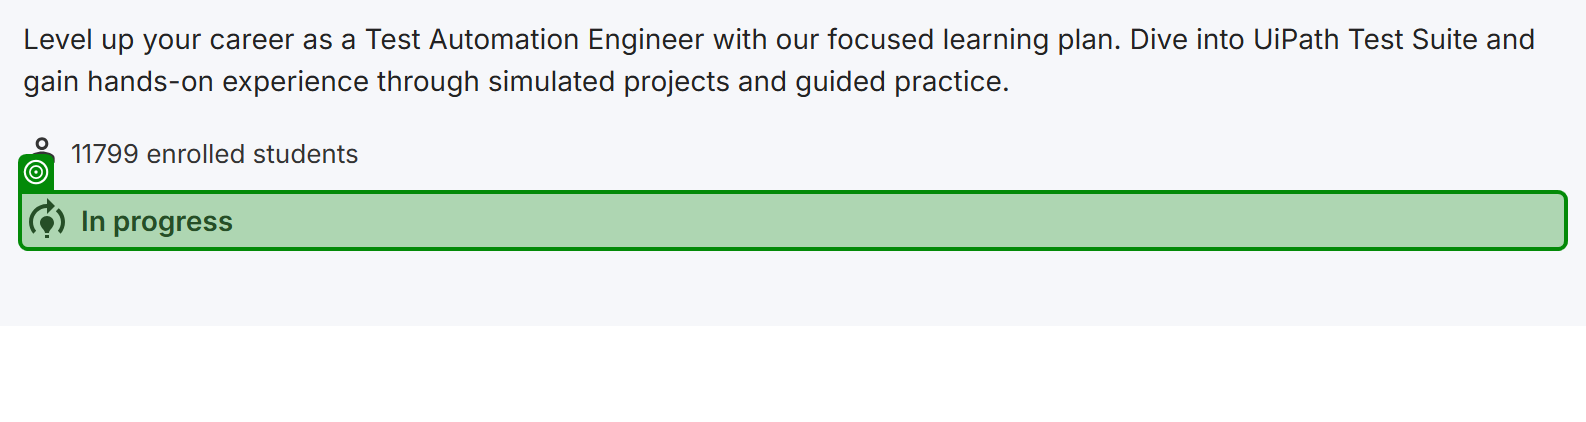 Level up your career as a Test Automation Engineer with our focused learning plan. Dive into UiPath Test Suite and
gain hands-on experience through simulated projects and guided practice.
11799 enrolled students
In progress